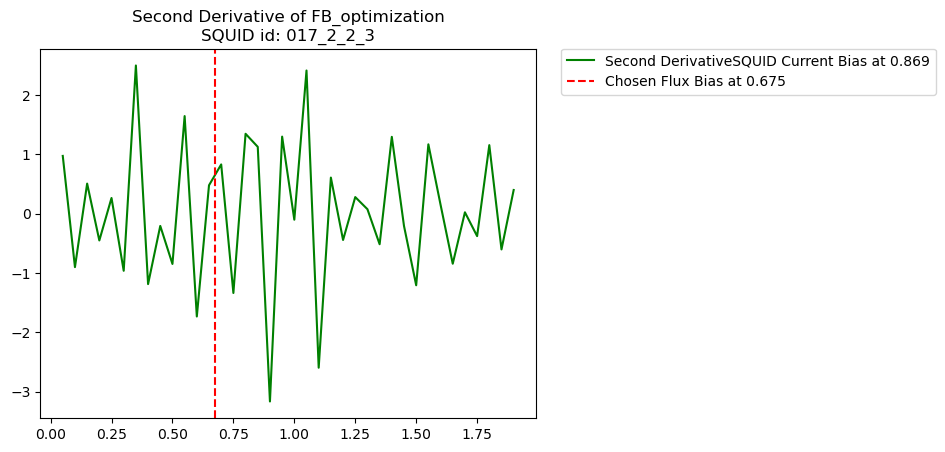 Second Derivative of FB_optimization
SQUID id: 017_2_2_3
Second DerivativeSQUID Current Bias at 0.869
Chosen Flux Bias at 0.675
2
1
0
−1
−2
−3
0.00 0.25 0.50 0.75 1.00 1.25 1.50 1.75